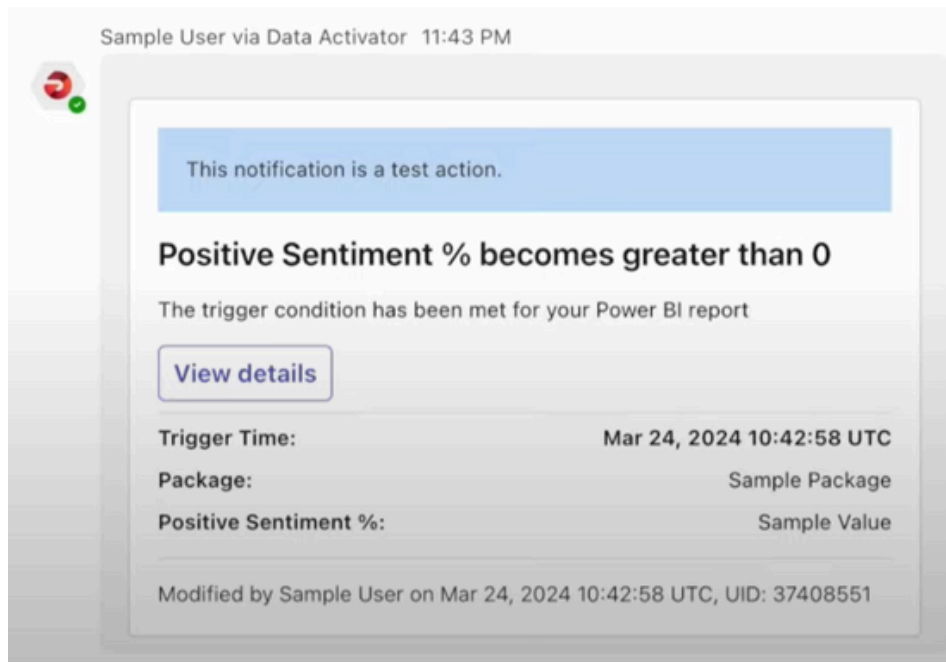 Sample User via Data Activator 11:43 PM
This notification is a test action.
Positive Sentiment % becomes greater than 0
The trigger condition has been met for your Power BI report
View details
Trigger Time: Mar 24, 2024 10:42:58 UTC
Package: Sample Package
Positive Sentiment %: Sample Value
Modified by Sample User on Mar 24, 2024 10:42:58 UTC, UID: 37408551